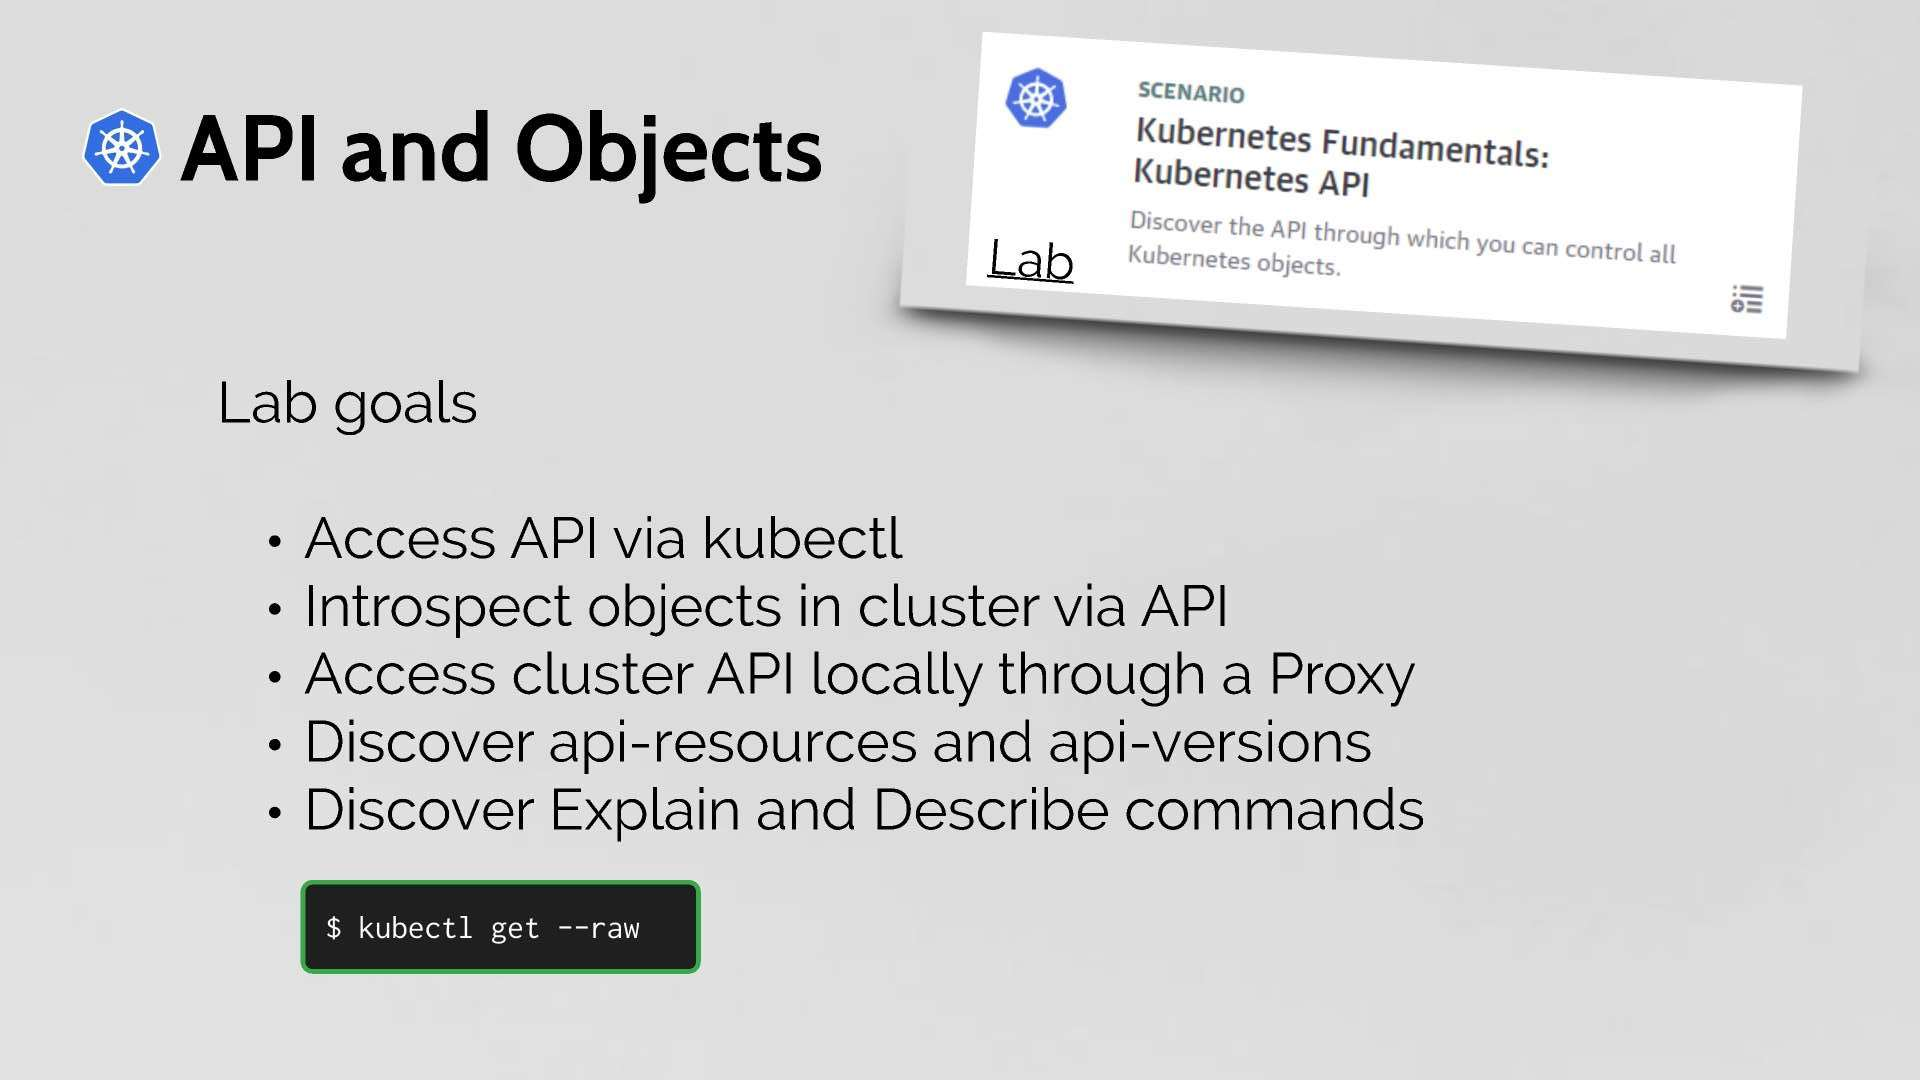 API and Objects
SCENARIO
Kubernetes Fundamentals:
Kubernetes API
Discover the API through which you can control all
Kubernetes objects.
Lab
Lab goals
• Access API via kubectl
• Introspect objects in cluster via API
• Access cluster API locally through a Proxy
• Discover api-resources and api-versions
• Discover Explain and Describe commands
$ kubectl get --raw